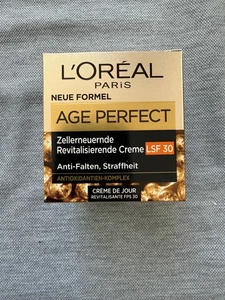 L'ORÉAL
PARIS
NEUE FORMEL
AGE PERFECT
Zellerneuernde
Revitalisierende Creme LSF 30
Anti-Falten, Straffheit
ANTIOXIDANTIEN-KOMPLEX
CRÈME DE JOUR
REVITALISANTE FPS 30